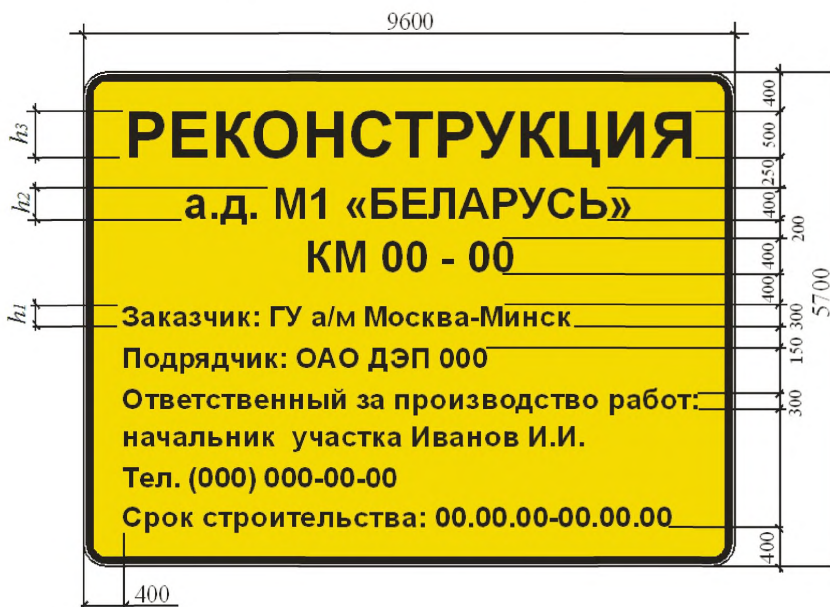 9600
400
h3
РЕКОНСТРУКЦИЯ
500
250
h2
а.д. М1 «БЕЛАРУСЬ»
400
200
КМ 00 - 00
400
5700
400
h1
Заказчик: ГУ а/м Москва-Минск
300
Подрядчик: ОАО ДЭП 000
150
Ответственный за производство работ:
300
начальник участка Иванов И.И.
Тел. (000) 000-00-00
Срок строительства: 00.00.00-00.00.00
400
400